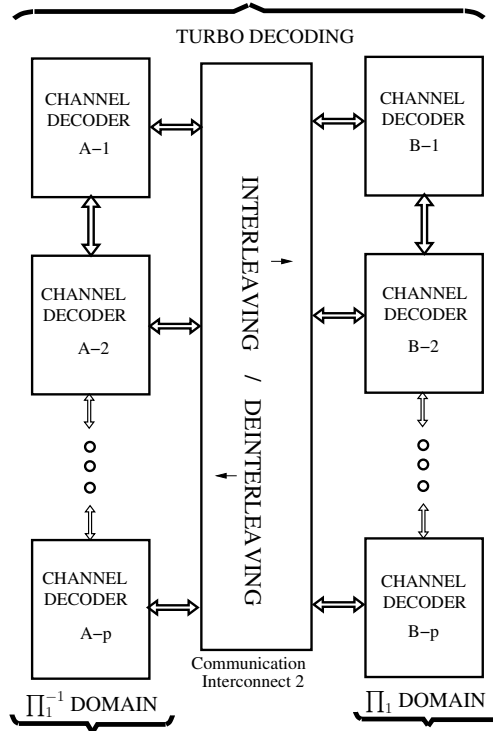 TURBO DECODING
CHANNEL
DECODER
A−1
CHANNEL
DECODER
B−1
CHANNEL
DECODER
A−2
CHANNEL
DECODER
B−2
INTERLEAVING / DEINTERLEAVING
CHANNEL
DECODER
A−p
CHANNEL
DECODER
B−p
Communication
Interconnect 2
∏₁⁻¹ DOMAIN
∏₁ DOMAIN